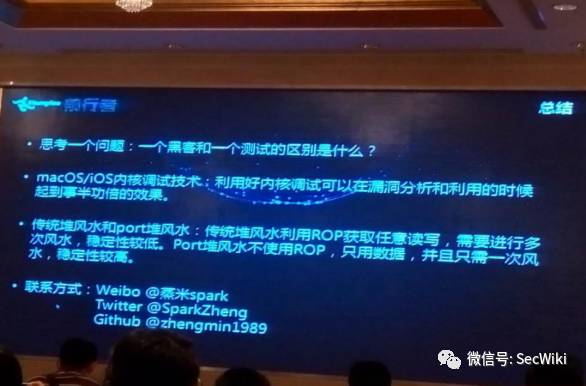 前行者
总结
• 思考一个问题：一个黑客和一个测试的区别是什么？
• macOS/iOS内核调试技术：利用好内核调试可以在漏洞分析和利用的时候
起到事半功倍的效果。
• 传统堆风水和port堆风水：传统堆风水利用ROP获取任意读写，需要进行多
次风水，稳定性较低。Port堆风水不使用ROP，只用数据，并且只需一次风
水，稳定性较高。
• 联系方式：Weibo @蒸米spark
Twitter @SparkZheng
Github @zhengmin1989
微信号: SecWiki